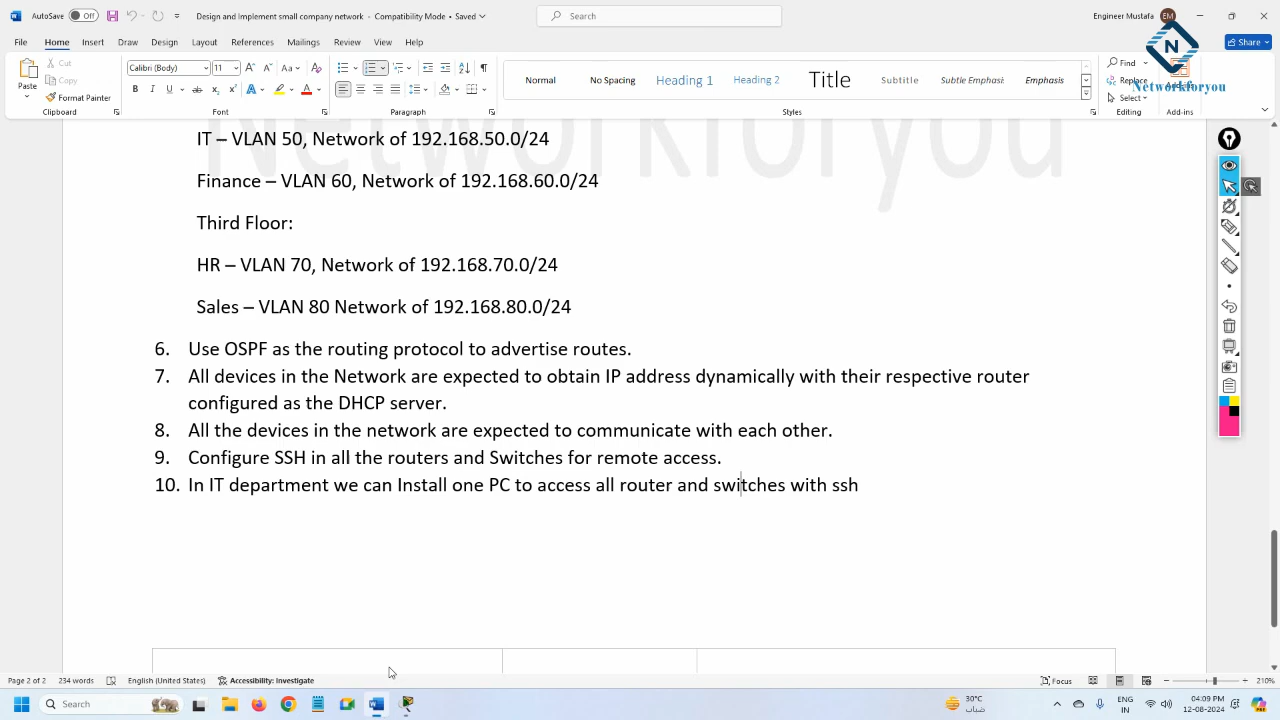 AutoSave
Off
university network design • Compatibility Mode • Saved
Search
Engineer Mustafa
EM
File Home Insert Draw Design Layout References Mailings Review View Help
Share
Paste
Cut
Copy
Format Painter
Clipboard
Calibri (Body)
11
Font
Paragraph
Normal
No Spacing
Heading 1
Heading 2
Title
Subtitle
Subtle Emphasis
Emphasis
Styles
Find
Replace
Select
Editing
Add-ins
Add-ins
N
Networkforyou
Networkforyou
IT – VLAN 50, Network of 192.168.50.0/24
Finance – VLAN 60, Network of 192.168.60.0/24
Third Floor:
HR – VLAN 70, Network of 192.168.70.0/24
Sales – VLAN 80 Network of 192.168.80.0/24
6. Use OSPF as the routing protocol to advertise routes.
7. All devices in the Network are expected to obtain IP address dynamically with their respective router
configured as the DHCP server.
8. All the devices in the network are expected to communicate with each other.
9. Configure SSH in all the routers and Switches for remote access.
10. In IT department we can Install one PC to access all router and switches with ssh
Page 2 of 2 234 words English (United States) Accessibility: Investigate
Focus
210%
Search
30°C
ضباب
ENG
IN
04:09 PM
12-08-2024